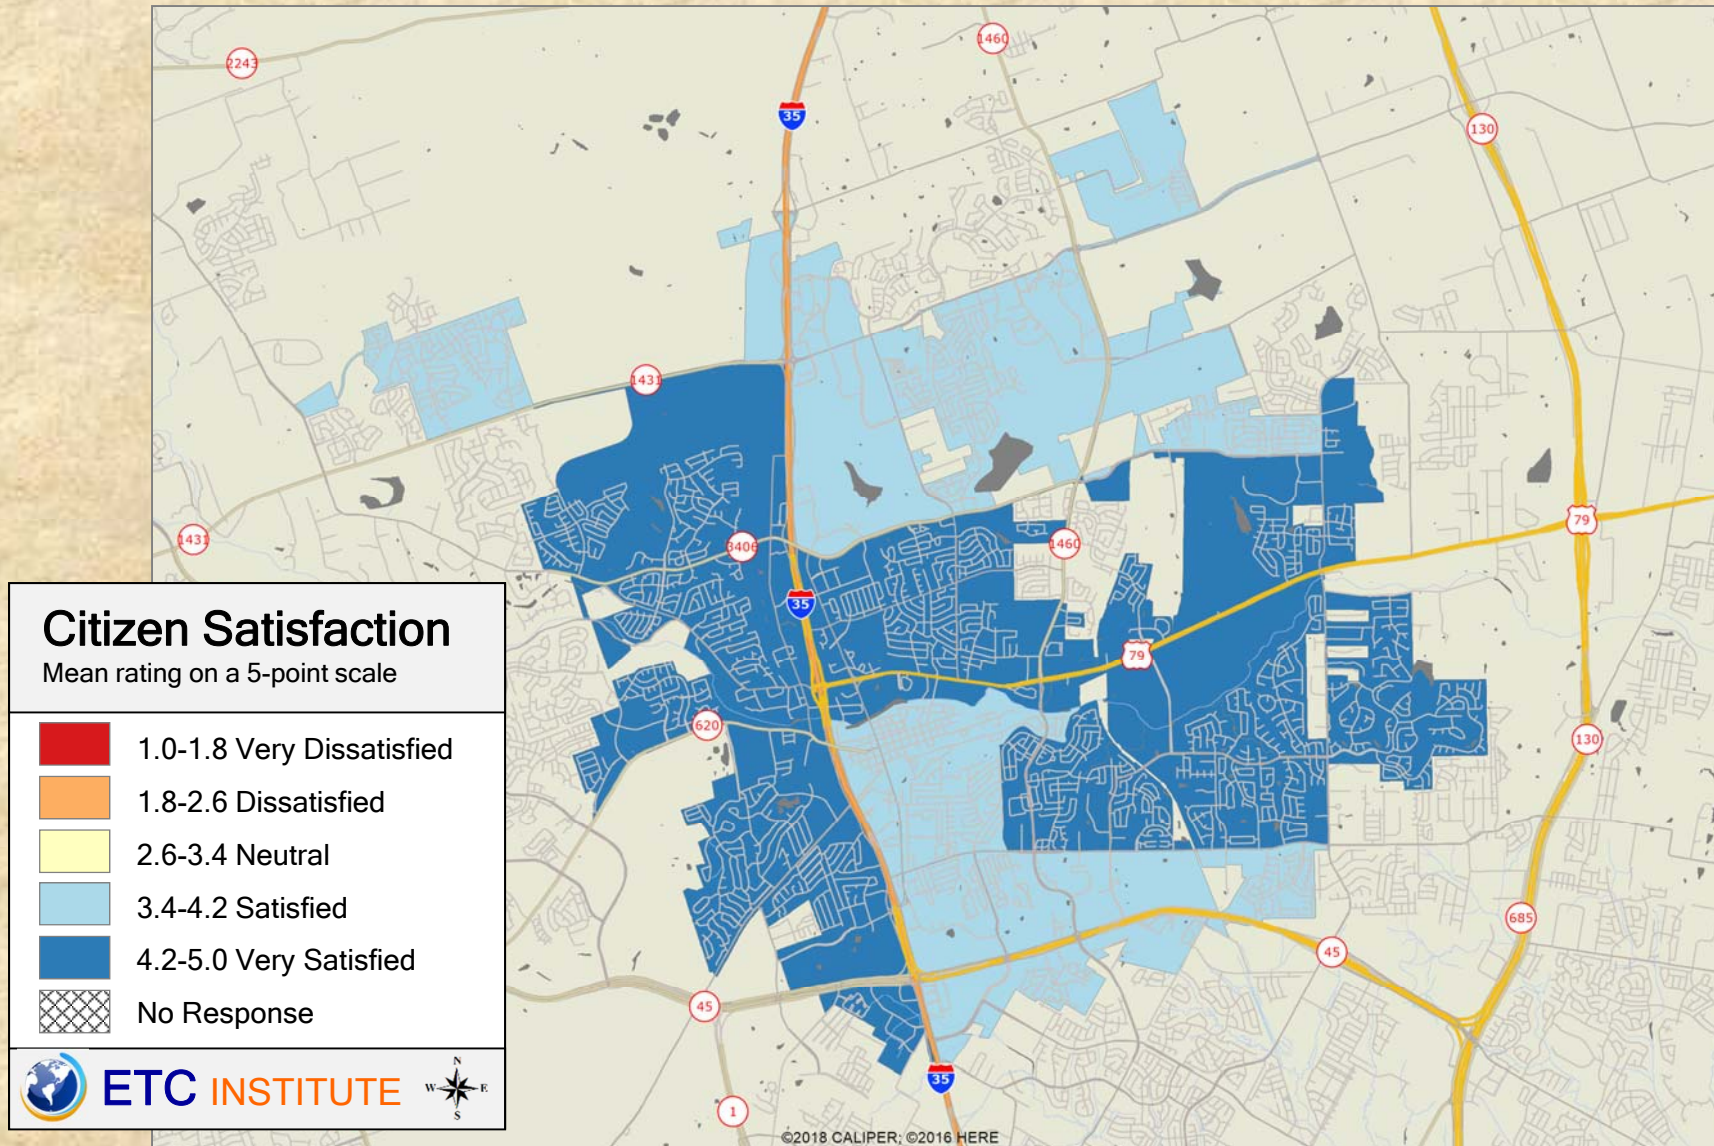 2243
1460
35
130
1431
1431
3406
1460
79
35
79
620
130
685
45
45
35
1
Citizen Satisfaction
Mean rating on a 5-point scale
1.0-1.8 Very Dissatisfied
1.8-2.6 Dissatisfied
2.6-3.4 Neutral
3.4-4.2 Satisfied
4.2-5.0 Very Satisfied
No Response
ETC INSTITUTE
N
W E
S
©2018 CALIPER; ©2016 HERE